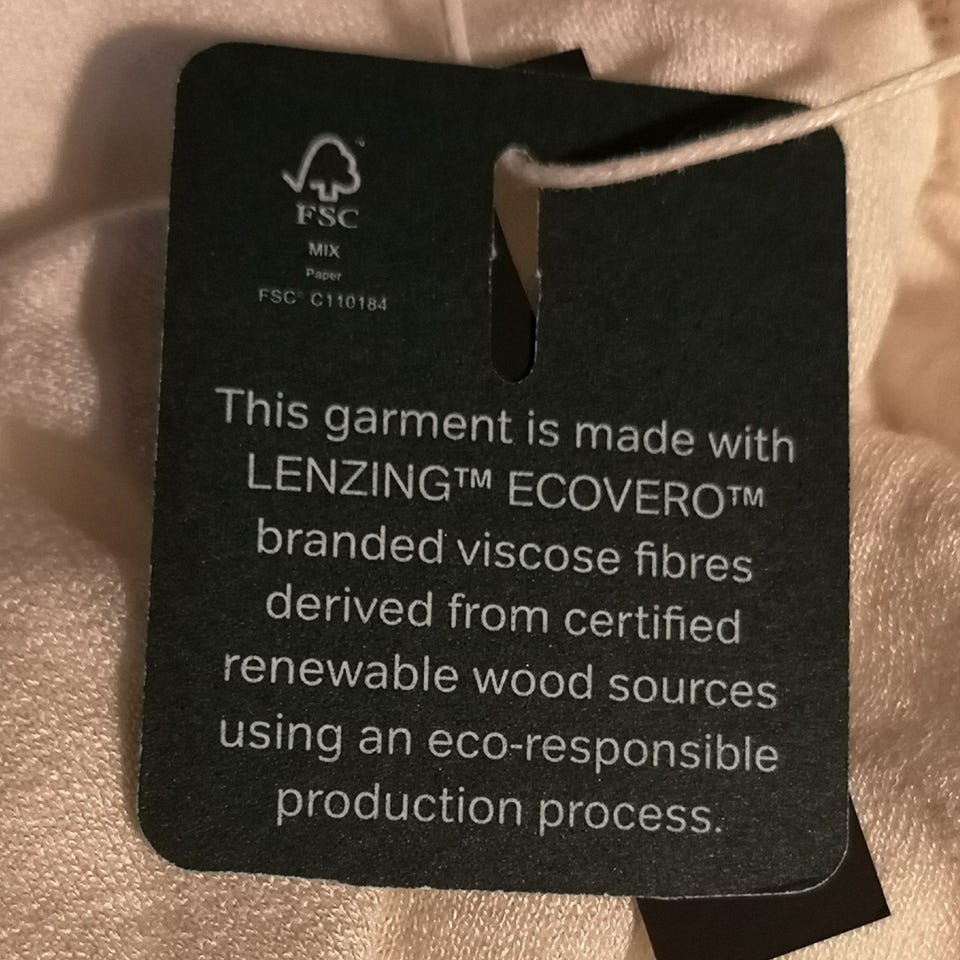 FSC
MIX
Paper
FSC® C110184
This garment is made with
LENZING™ ECOVERO™
branded viscose fibres
derived from certified
renewable wood sources
using an eco-responsible
production process.